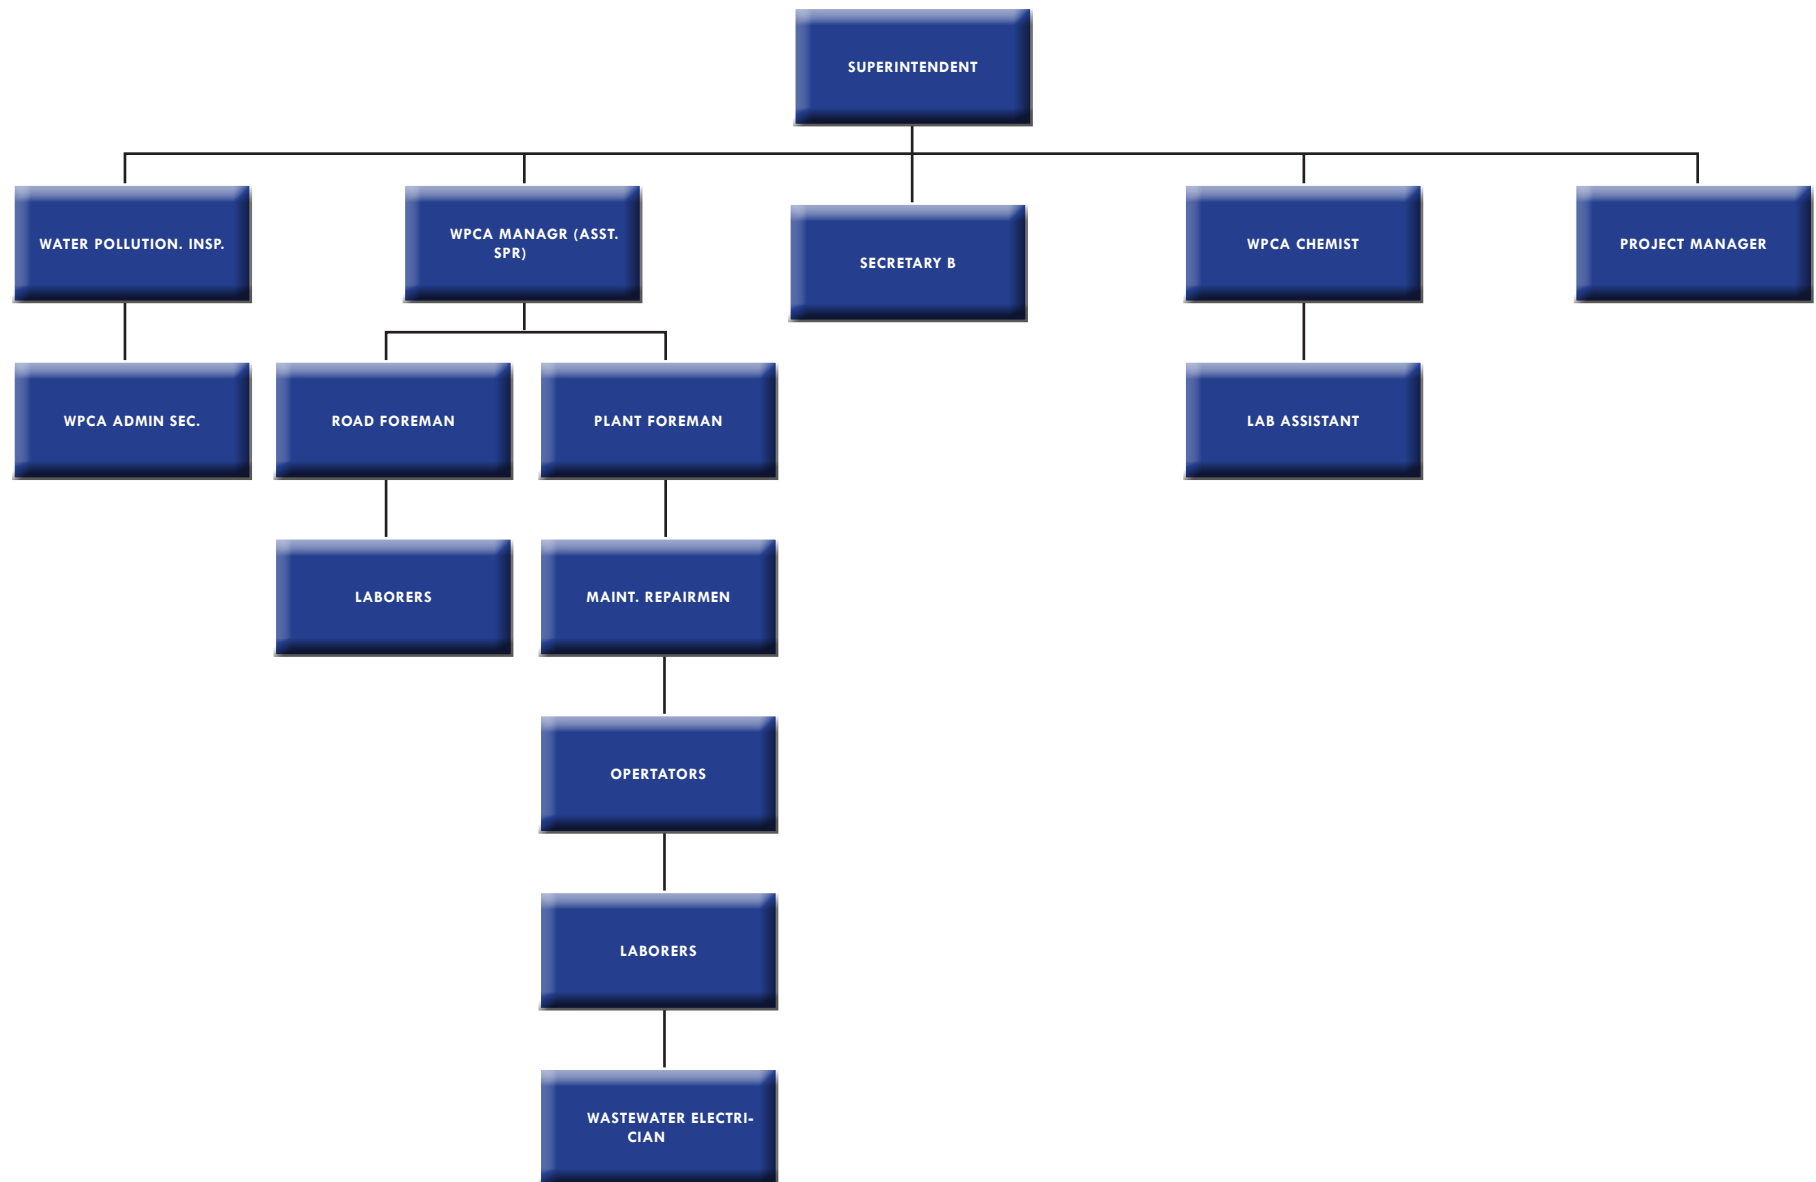 SUPERINTENDENT
WATER POLLUTION. INSP.
WPCA MANAGR (ASST.
SPR)
SECRETARY B
WPCA CHEMIST
PROJECT MANAGER
WPCA ADMIN SEC.
ROAD FOREMAN
PLANT FOREMAN
LAB ASSISTANT
LABORERS
MAINT. REPAIRMEN
OPERTATORS
LABORERS
WASTEWATER ELECTRI-
CIAN